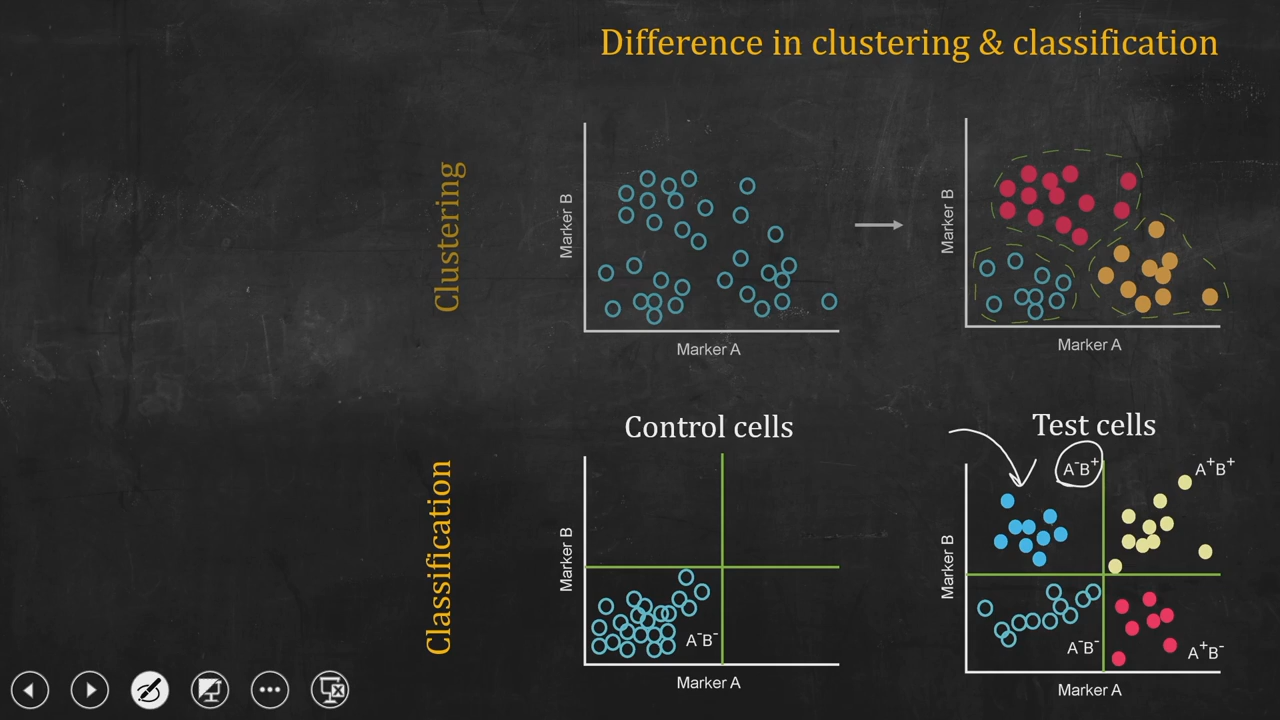 Difference in clustering & classification
Clustering
Marker B
Marker A
Marker B
Marker A
Classification
Control cells
Marker B
A⁻B⁻
Marker A
Test cells
Marker B
A⁻B⁺
A⁺B⁺
A⁻B⁻
A⁺B⁻
Marker A